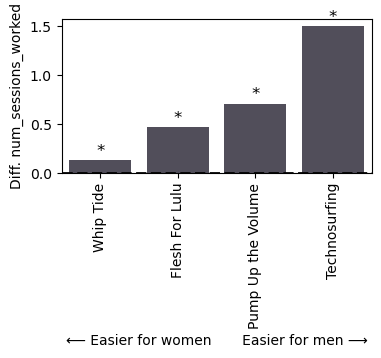 Diff. num_sessions_worked
1.5
1.0
0.5
0.0
*
*
*
*
Whip Tide
Flesh For Lulu
Pump Up the Volume
Technosurfing
⟵ Easier for women
Easier for men ⟶